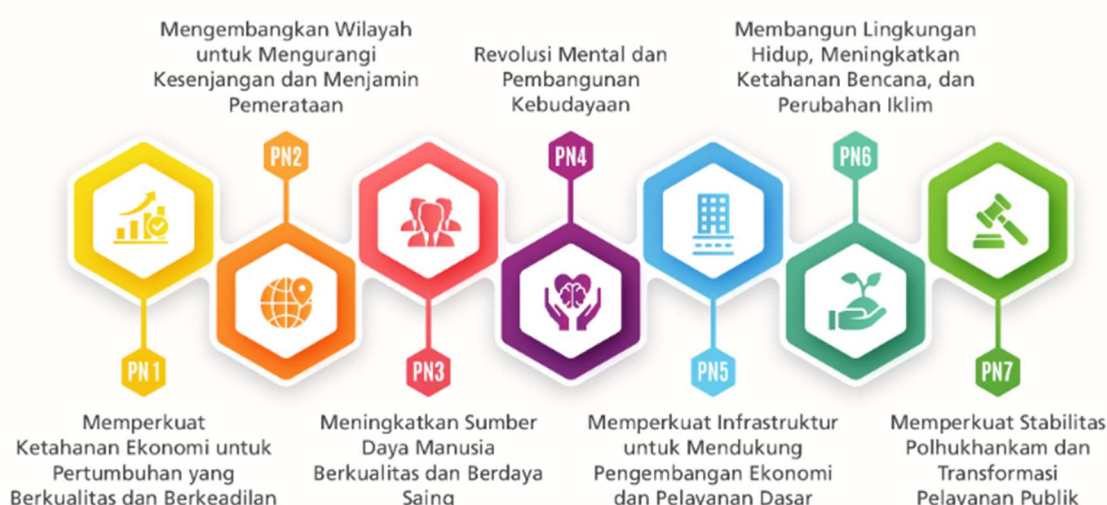 Mengembangkan Wilayah
untuk Mengurangi
Kesenjangan dan Menjamin
Pemerataan
Revolusi Mental dan
Pembangunan
Kebudayaan
Membangun Lingkungan
Hidup, Meningkatkan
Ketahanan Bencana, dan
Perubahan Iklim
PN2
PN4
PN6
PN1
PN3
PN5
PN7
Memperkuat
Ketahanan Ekonomi untuk
Pertumbuhan yang
Berkualitas dan Berkeadilan
Meningkatkan Sumber
Daya Manusia
Berkualitas dan Berdaya
Saing
Memperkuat Infrastruktur
untuk Mendukung
Pengembangan Ekonomi
dan Pelayanan Dasar
Memperkuat Stabilitas
Polhukhankam dan
Transformasi
Pelayanan Publik